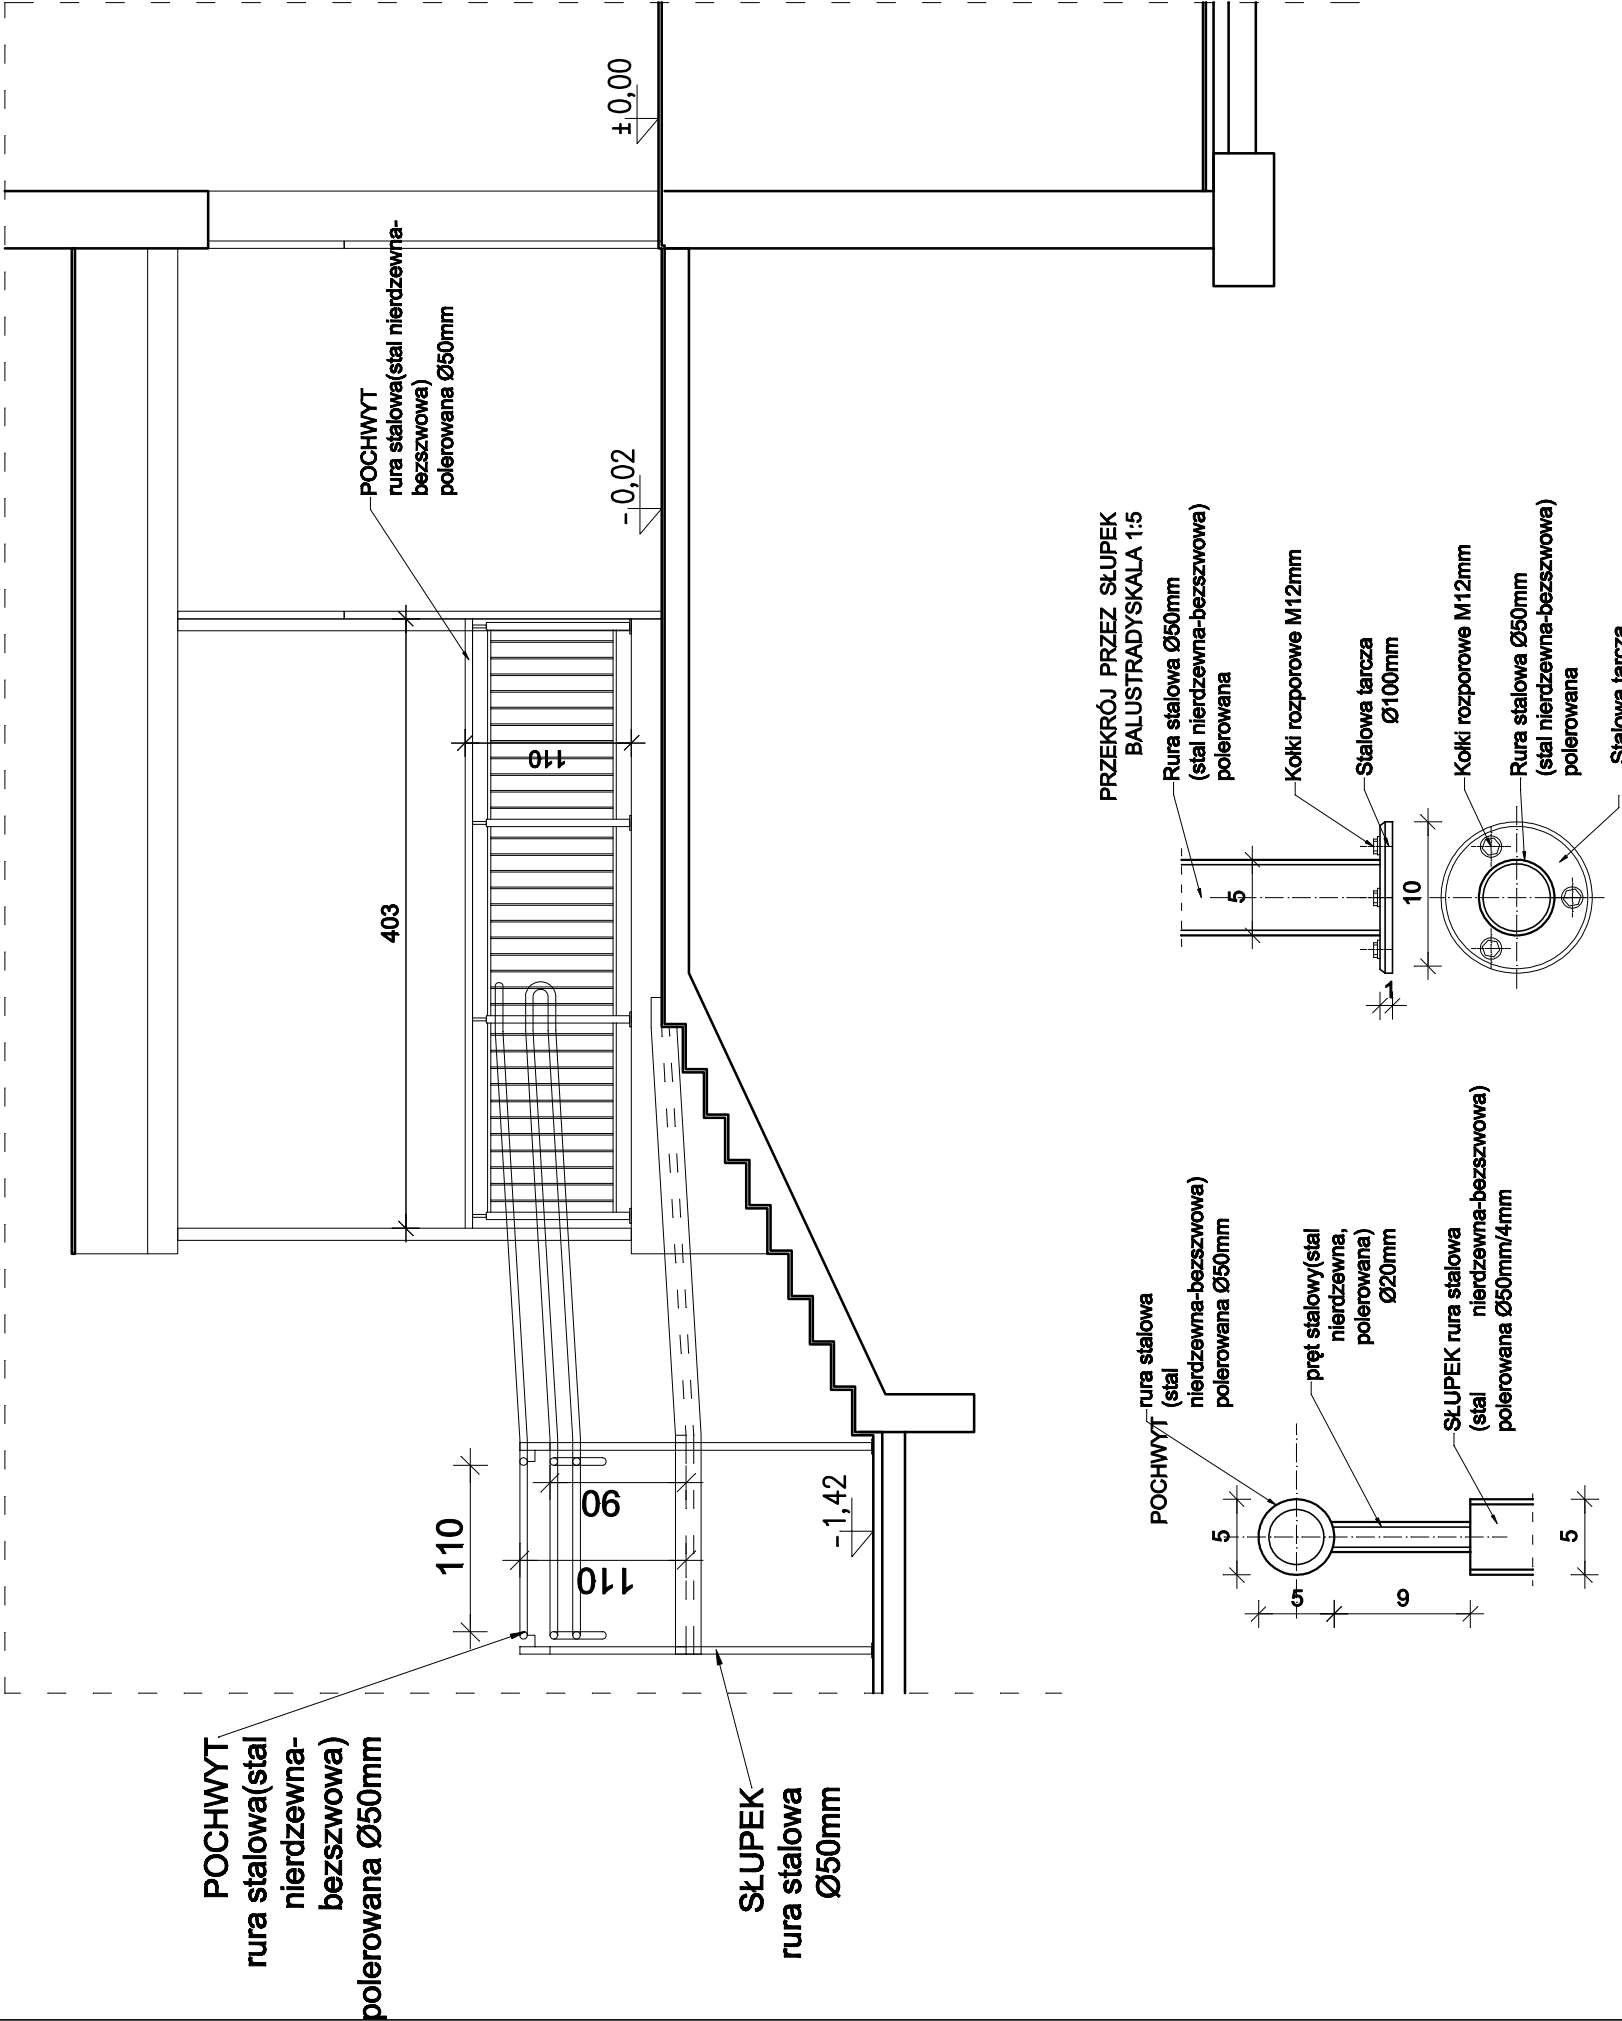 POCHWYT
rura stalowa(stal
nierdzewna-
bezszwowa)
polerowana Ø50mm
SŁUPEK
rura stalowa
Ø50mm
110
90
110
-1,42
403
110
POCHWYT
rura stalowa(stal nierdzewna-
bezszwowa)
polerowana Ø50mm
-0,02
±0,00
POCHWYT
rura stalowa
(stal
nierdzewna-bezszwowa)
polerowana Ø50mm
pręt stalowy(stal
nierdzewna,
polerowana)
Ø20mm
SŁUPEK rura stalowa
(stal nierdzewna-bezszwowa)
polerowana Ø50mm/4mm
5
5
9
5
PRZEKRÓJ PRZEZ SŁUPEK
BALUSTRADYSKALA 1:5
Rura stalowa Ø50mm
(stal nierdzewna-bezszwowa)
polerowana
Kołki rozporowe M12mm
Stalowa tarcza
Ø100mm
5
1
10
Kołki rozporowe M12mm
Rura stalowa Ø50mm
(stal nierdzewna-bezszwowa)
polerowana
Stalowa tarcza